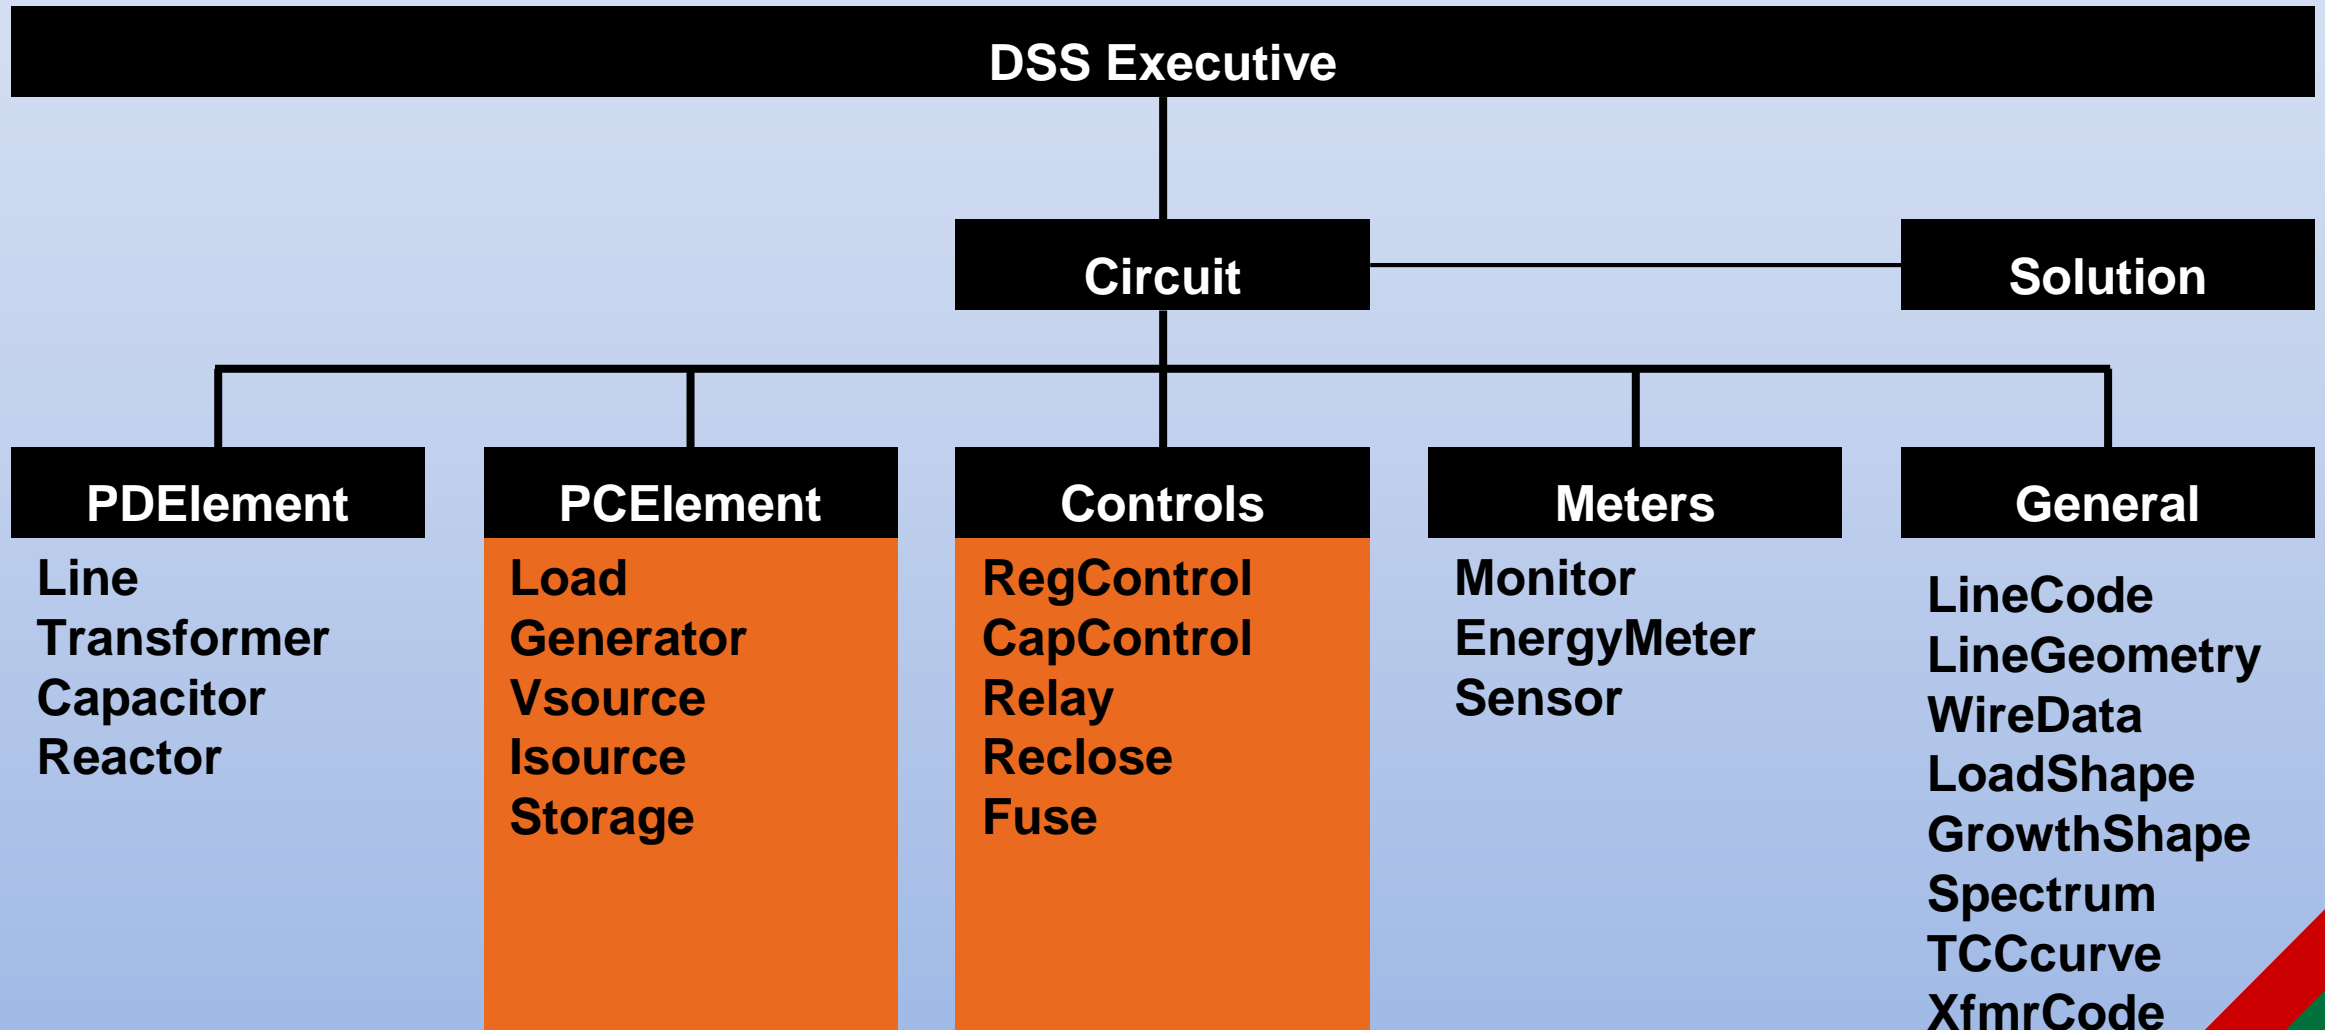 DSS Executive
Circuit
Solution
PDElement
Line
Transformer
Capacitor
Reactor
PCElement
Load
Generator
Vsource
Isource
Storage
Controls
RegControl
CapControl
Relay
Reclose
Fuse
Meters
Monitor
EnergyMeter
Sensor
General
LineCode
LineGeometry
WireData
LoadShape
GrowthShape
Spectrum
TCCcurve
XfmrCode